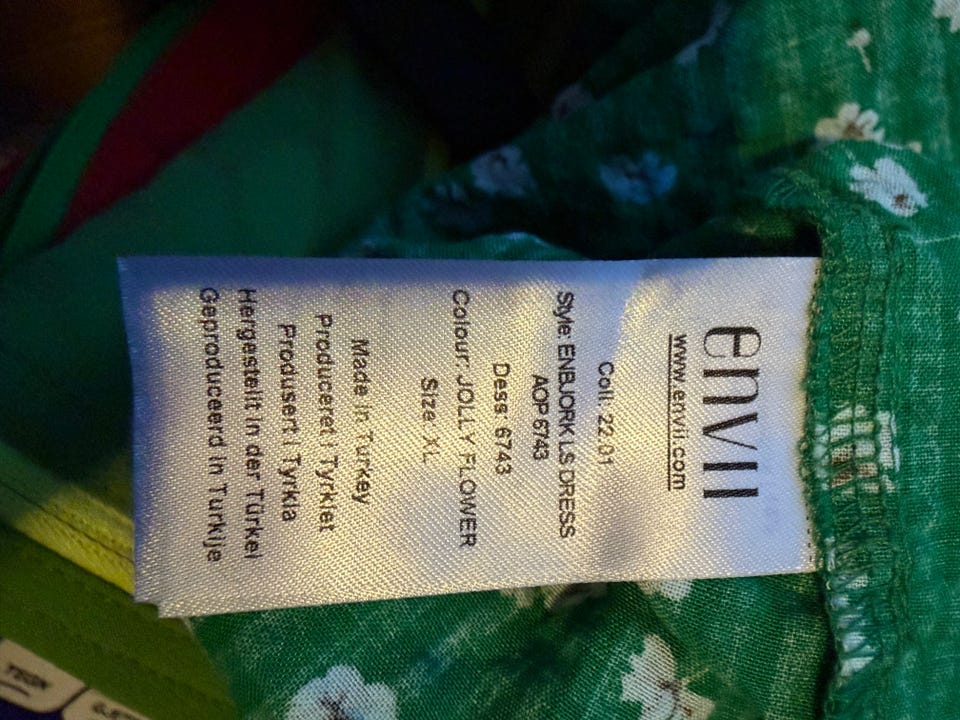 envii
www.envii.com
Coll: 22.01
Style: ENBJORK LS DRESS
AOP 6743
Dess: 6743
Colour: JOLLY FLOWER
Size: XL
Made in Turkey
Produceret i Tyrkiet
Produsert i Tyrkia
Hergestellt in der Türkei
Geproduceerd in Turkije
TEGN